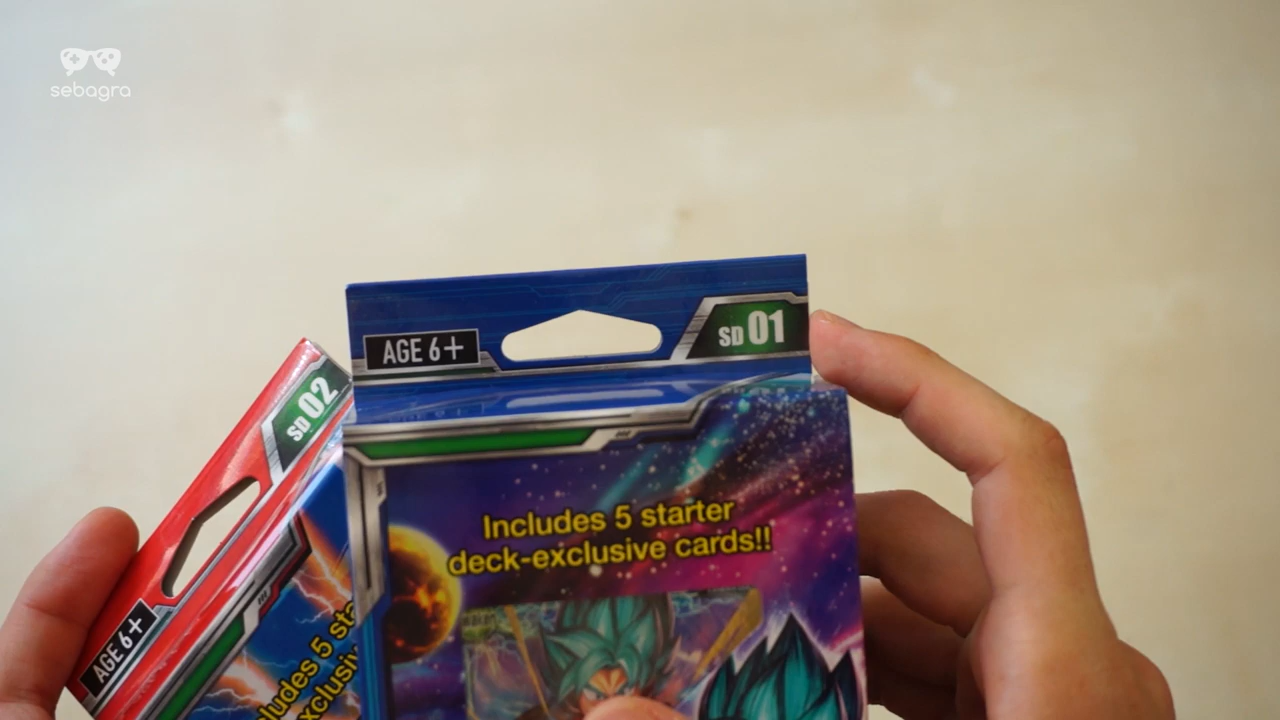 sebagra
AGE 6+
SD 01
Includes 5 starter
deck-exclusive cards!!
SD 02
AGE 6+